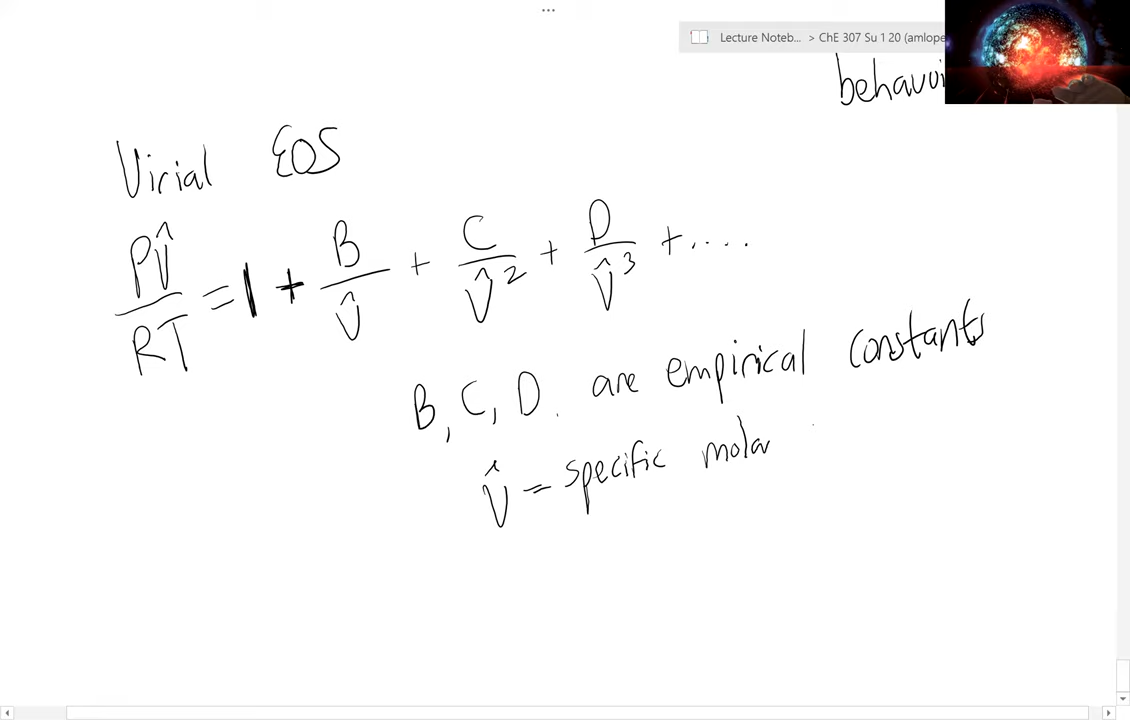 ...
Lecture Noteb... > ChE 307 Su 1 20 (amlope
behavoi
Virial EOS
PV̂/RT = 1 + B/V̂ + C/V̂² + D/V̂³ + ....
B, C, D. are empirical constants
V̂ = specific molar